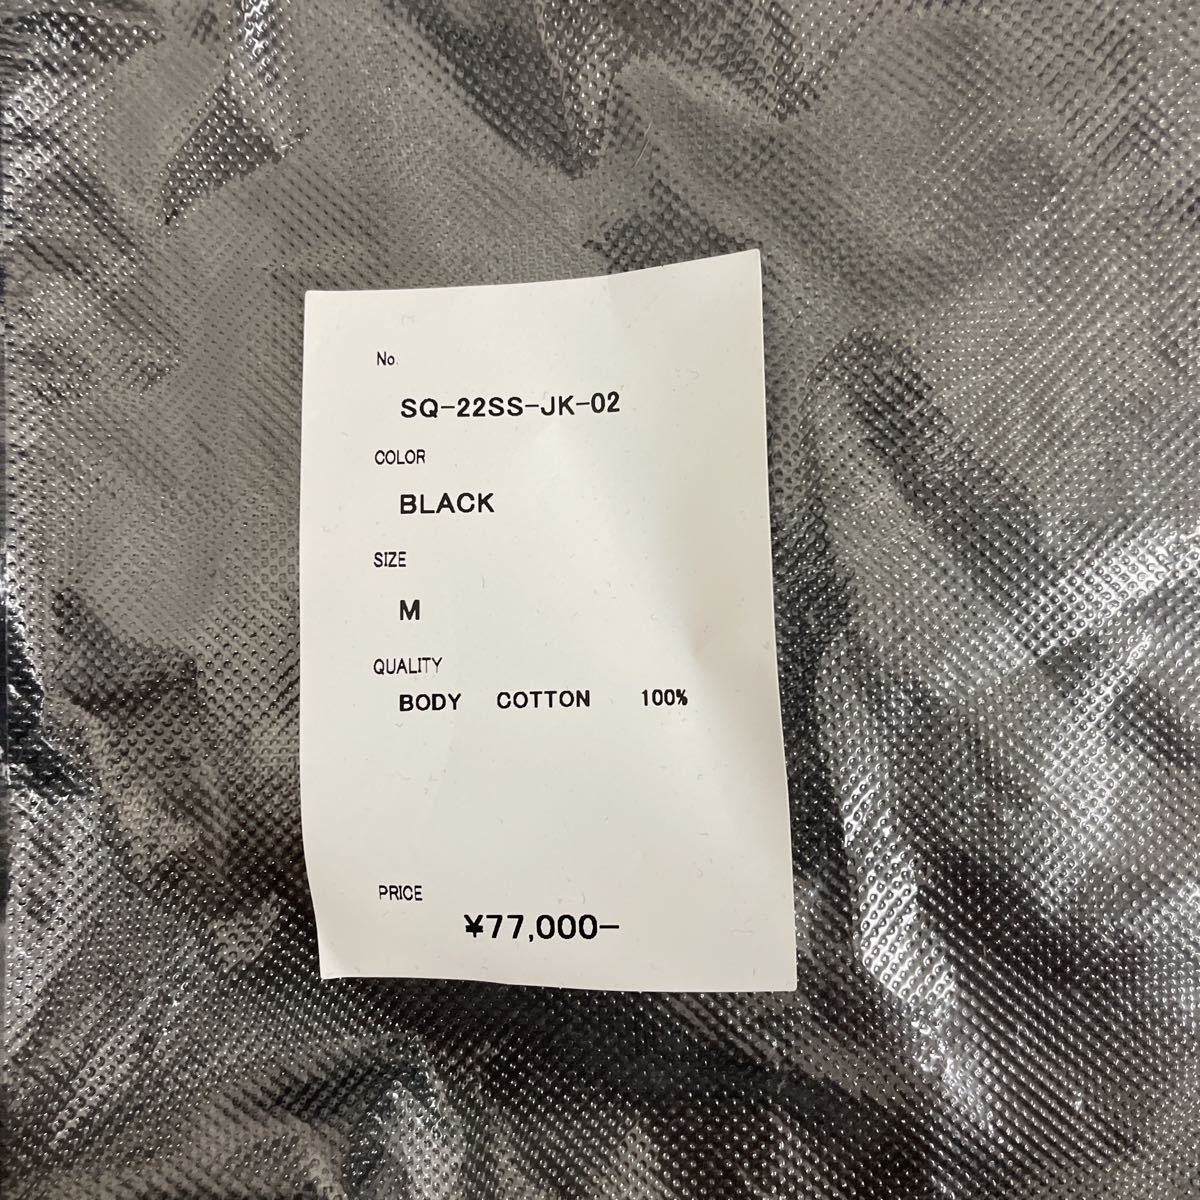 No.
SQ-22SS-JK-02
COLOR
BLACK
SIZE
M
QUALITY
BODY COTTON 100%
PRICE
¥77,000-